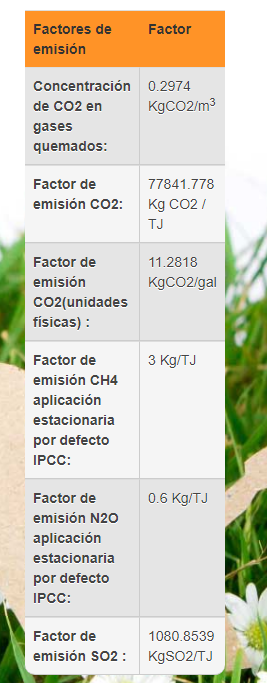 Factores de emisión Factor
Concentración de CO2 en gases quemados: 0.2974 KgCO2/m³
Factor de emisión CO2: 77841.778 Kg CO2 / TJ
Factor de emisión CO2(unidades físicas) : 11.2818 KgCO2/gal
Factor de emisión CH4 aplicación estacionaria por defecto IPCC: 3 Kg/TJ
Factor de emisión N2O aplicación estacionaria por defecto IPCC: 0.6 Kg/TJ
Factor de emisión SO2 : 1080.8539 KgSO2/TJ